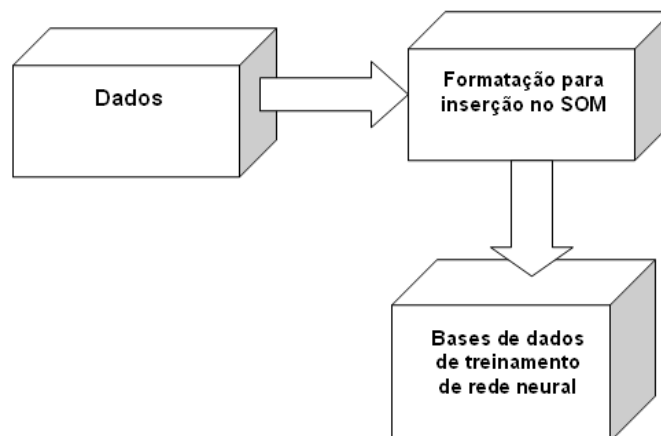 Dados
Formatação para
inserção no SOM
Bases de dados
de treinamento
de rede neural